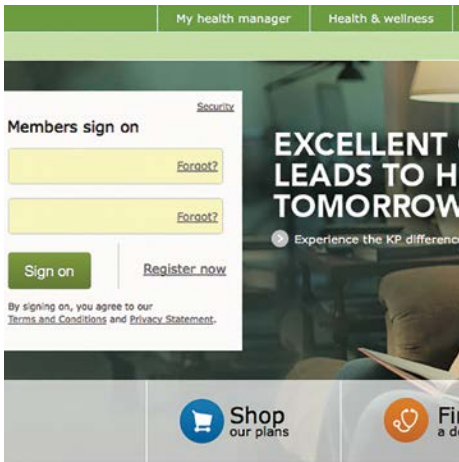 My health manager
Health & wellness
Security
Members sign on
Forgot?
Forgot?
Sign on
Register now
By signing on, you agree to our
Terms and Conditions and Privacy Statement.
EXCELLENT
LEADS TO H
TOMORROW
Experience the KP difference
Shop
our plans
Fi
a d